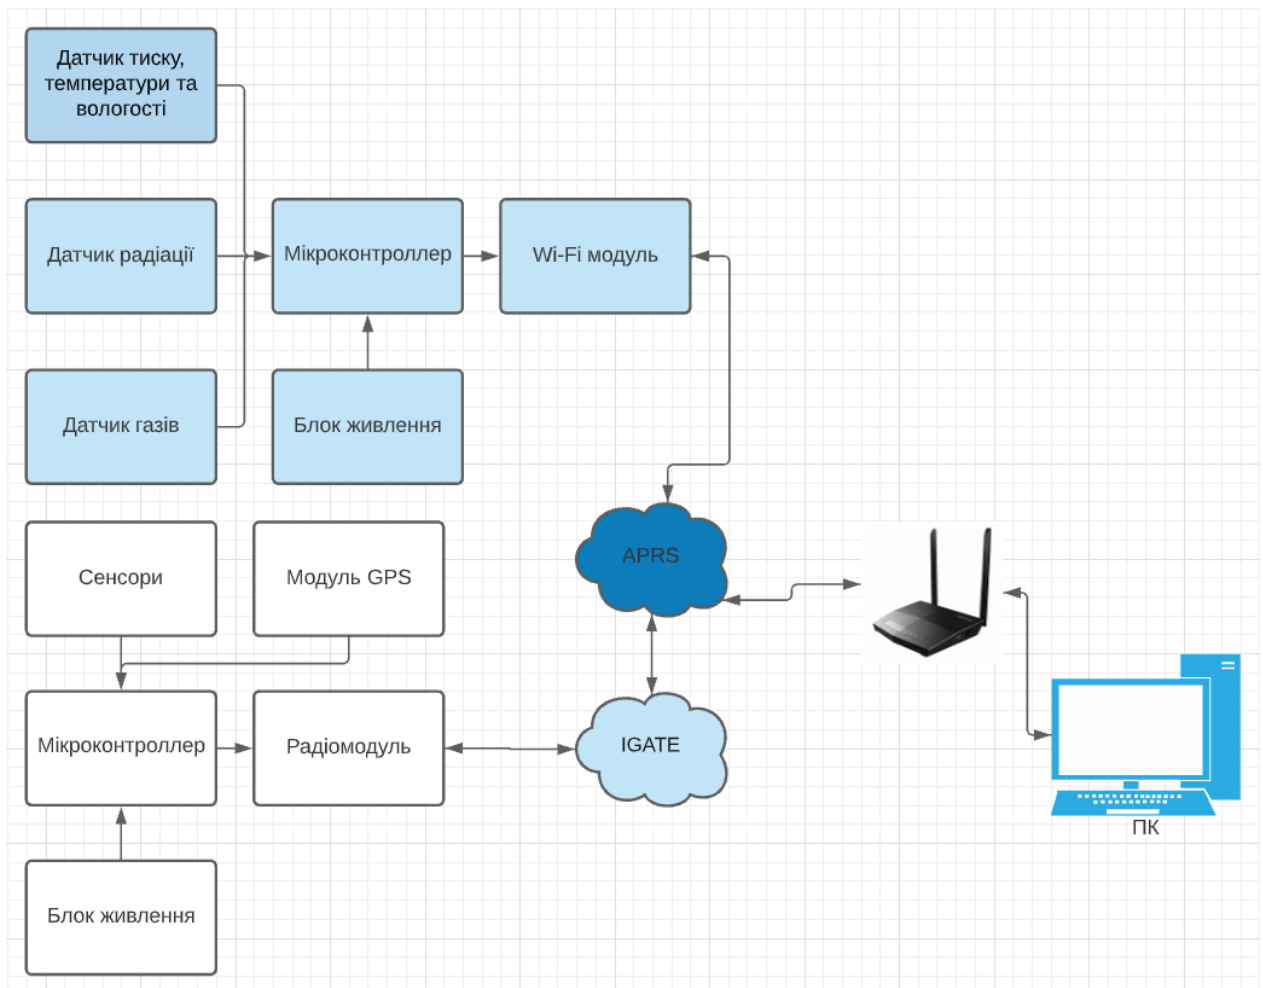 Датчик тиску,
температури та
вологості
Датчик радіації
Мікроконтроллер
Wi-Fi модуль
Датчик газів
Блок живлення
APRS
Сенсори
Модуль GPS
Мікроконтроллер
Радіомодуль
IGATE
ПК
Блок живлення